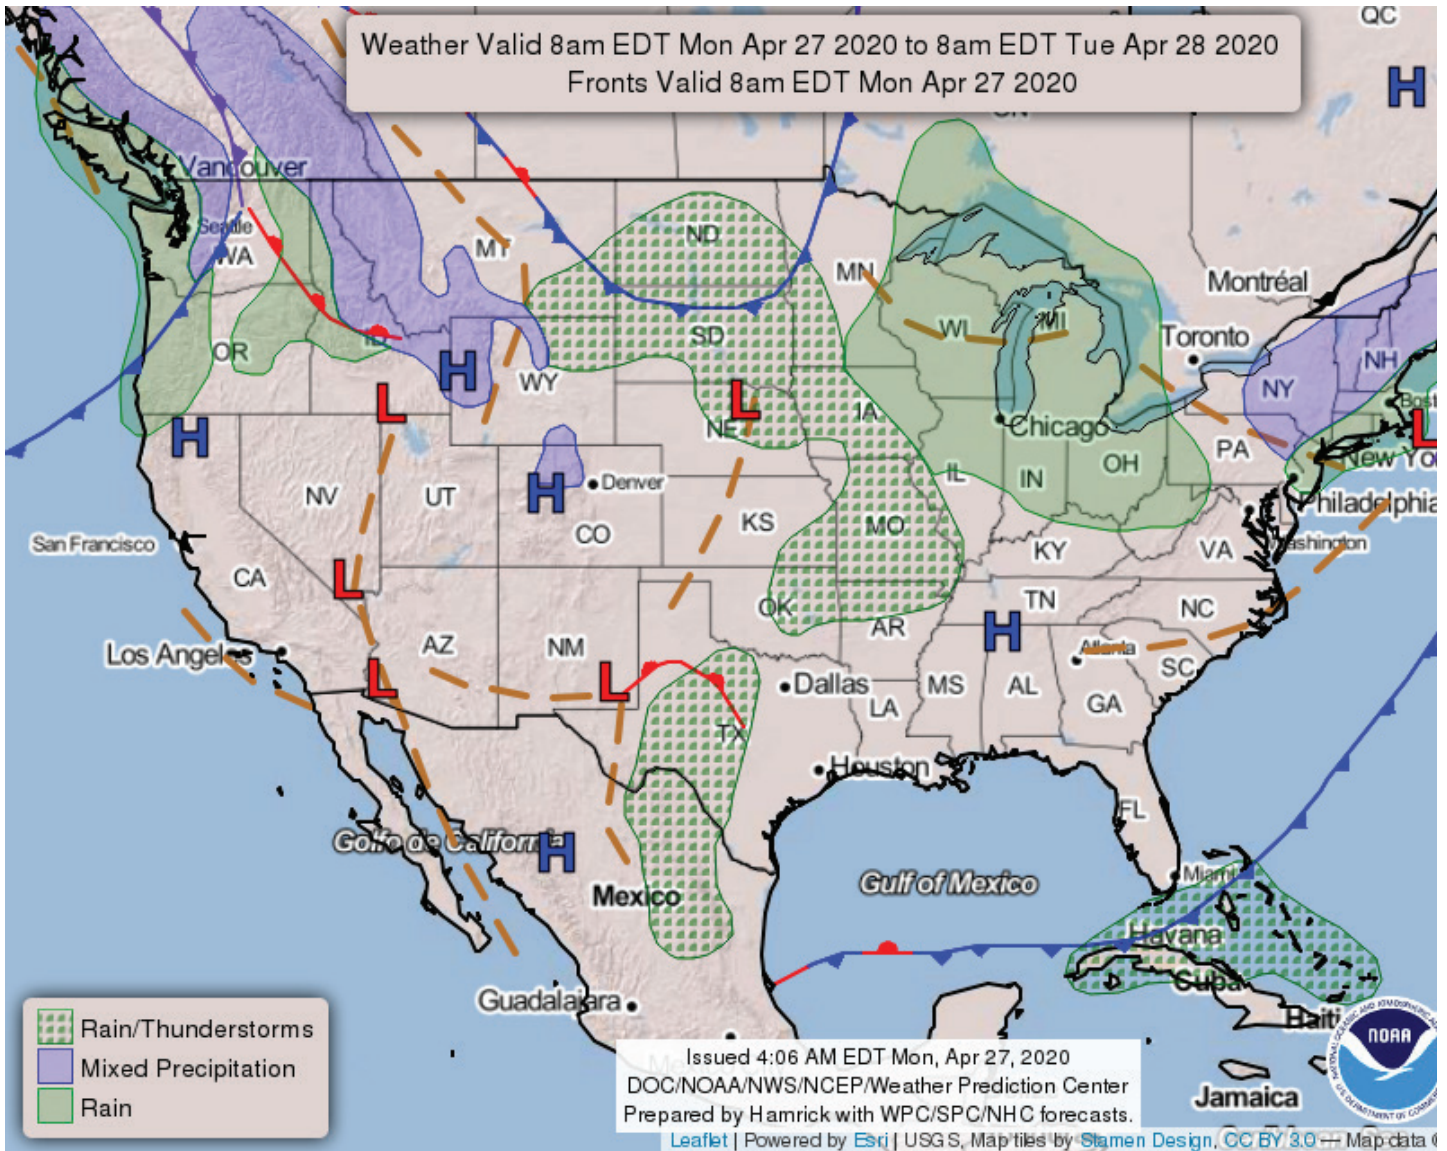 QC
Weather Valid 8am EDT Mon Apr 27 2020 to 8am EDT Tue Apr 28 2020
Fronts Valid 8am EDT Mon Apr 27 2020
H
ON
Vancouver
Seattle
WA
MT
ND
MN
Montréal
OR
ID
SD
WI
MI
Toronto
NH
H
WY
NY
L
L
IA
Bost
L
H
NE
Chicago
PA
New Yo
NV
UT
H
Denver
IL
IN
OH
Philadelphia
San Francisco
CO
KS
MO
KY
VA
Washington
CA
L
OK
TN
NC
Los Angeles
AZ
NM
AR
H
Atlanta
SC
L
L
Dallas
MS
AL
LA
GA
TX
Houston
FL
Golfo de California
H
Gulf of Mexico
Miami
Mexico
Havana
Cuba
Guadalajara
Haiti
Rain/Thunderstorms
Mixed Precipitation
Rain
NOAA
Mexico City
Issued 4:06 AM EDT Mon, Apr 27, 2020
DOC/NOAA/NWS/NCEP/Weather Prediction Center
Prepared by Hamrick with WPC/SPC/NHC forecasts.
Jamaica
Leaflet | Powered by Esri | USGS, Map tiles by Stamen Design, CC BY 3.0 — Map data ©